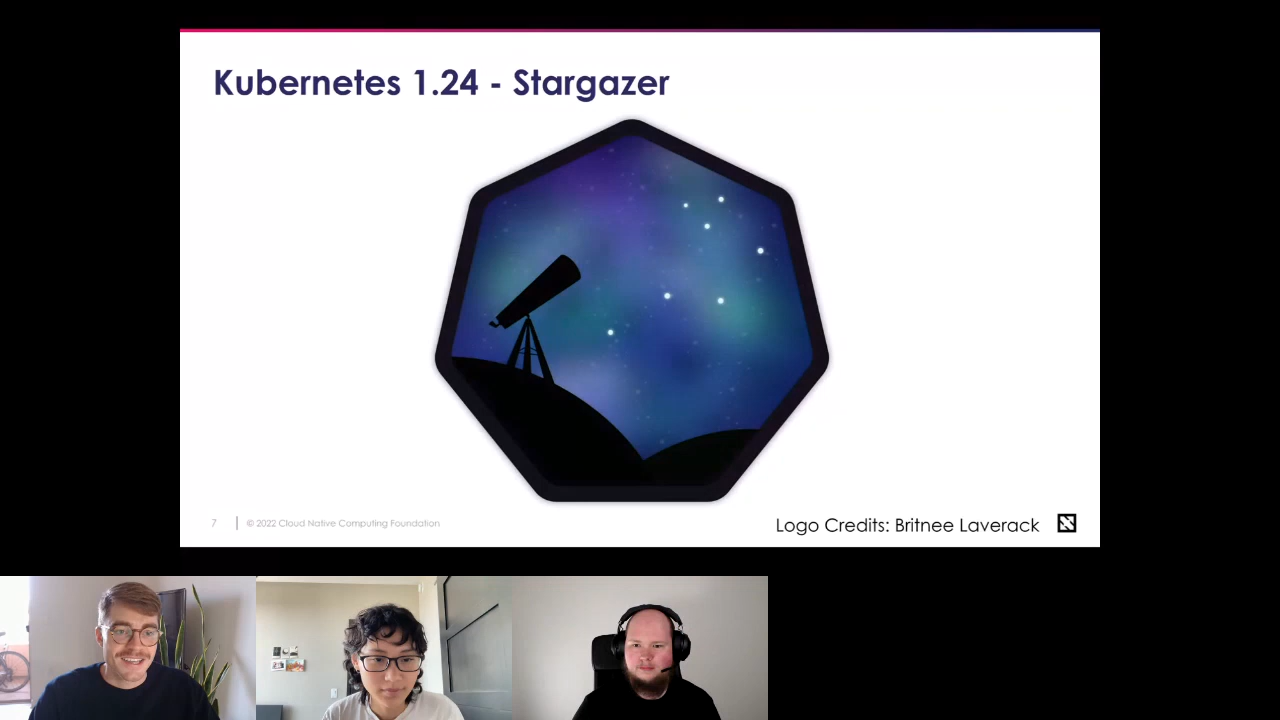 Kubernetes 1.24 - Stargazer
7
© 2022 Cloud Native Computing Foundation
Logo Credits: Britnee Laverack